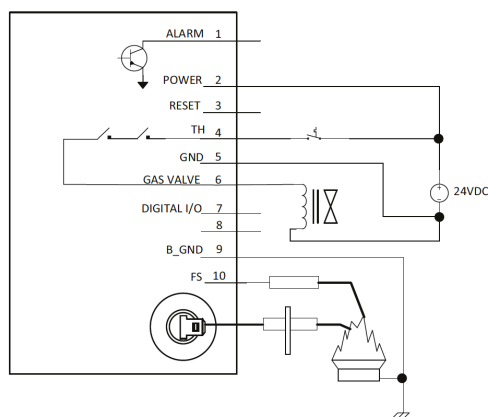 ALARM 1
POWER 2
RESET 3
TH 4
GND 5
GAS VALVE 6
24VDC
DIGITAL I/O 7
8
B_GND 9
FS 10